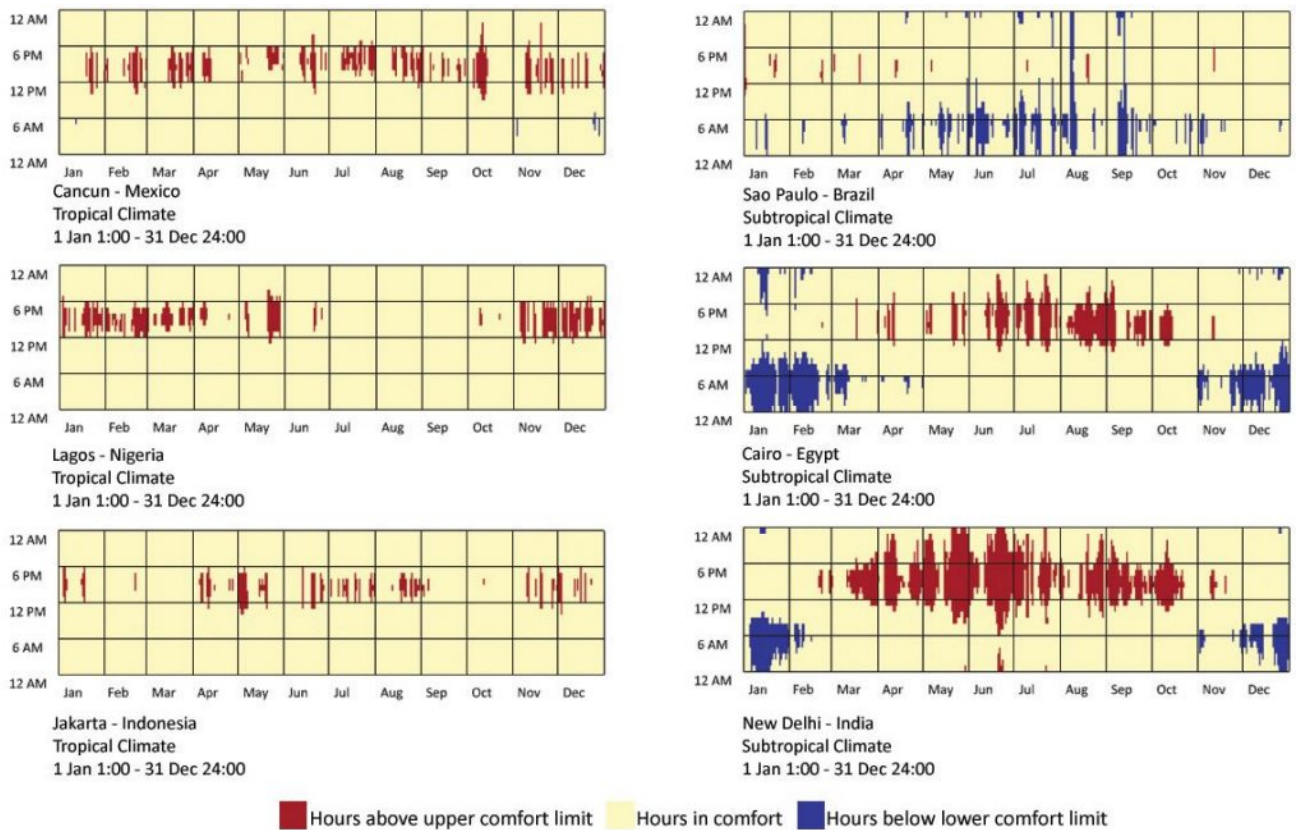 12 AM
6 PM
12 PM
6 AM
12 AM
Jan Feb Mar Apr May Jun Jul Aug Sep Oct Nov Dec
Cancun - Mexico
Tropical Climate
1 Jan 1:00 - 31 Dec 24:00
12 AM
6 PM
12 PM
6 AM
12 AM
Jan Feb Mar Apr May Jun Jul Aug Sep Oct Nov Dec
Sao Paulo - Brazil
Subtropical Climate
1 Jan 1:00 - 31 Dec 24:00
12 AM
6 PM
12 PM
6 AM
12 AM
Jan Feb Mar Apr May Jun Jul Aug Sep Oct Nov Dec
Lagos - Nigeria
Tropical Climate
1 Jan 1:00 - 31 Dec 24:00
12 AM
6 PM
12 PM
6 AM
12 AM
Jan Feb Mar Apr May Jun Jul Aug Sep Oct Nov Dec
Cairo - Egypt
Subtropical Climate
1 Jan 1:00 - 31 Dec 24:00
12 AM
6 PM
12 PM
6 AM
12 AM
Jan Feb Mar Apr May Jun Jul Aug Sep Oct Nov Dec
Jakarta - Indonesia
Tropical Climate
1 Jan 1:00 - 31 Dec 24:00
12 AM
6 PM
12 PM
6 AM
12 AM
Jan Feb Mar Apr May Jun Jul Aug Sep Oct Nov Dec
New Delhi - India
Subtropical Climate
1 Jan 1:00 - 31 Dec 24:00
Hours above upper comfort limit Hours in comfort Hours below lower comfort limit